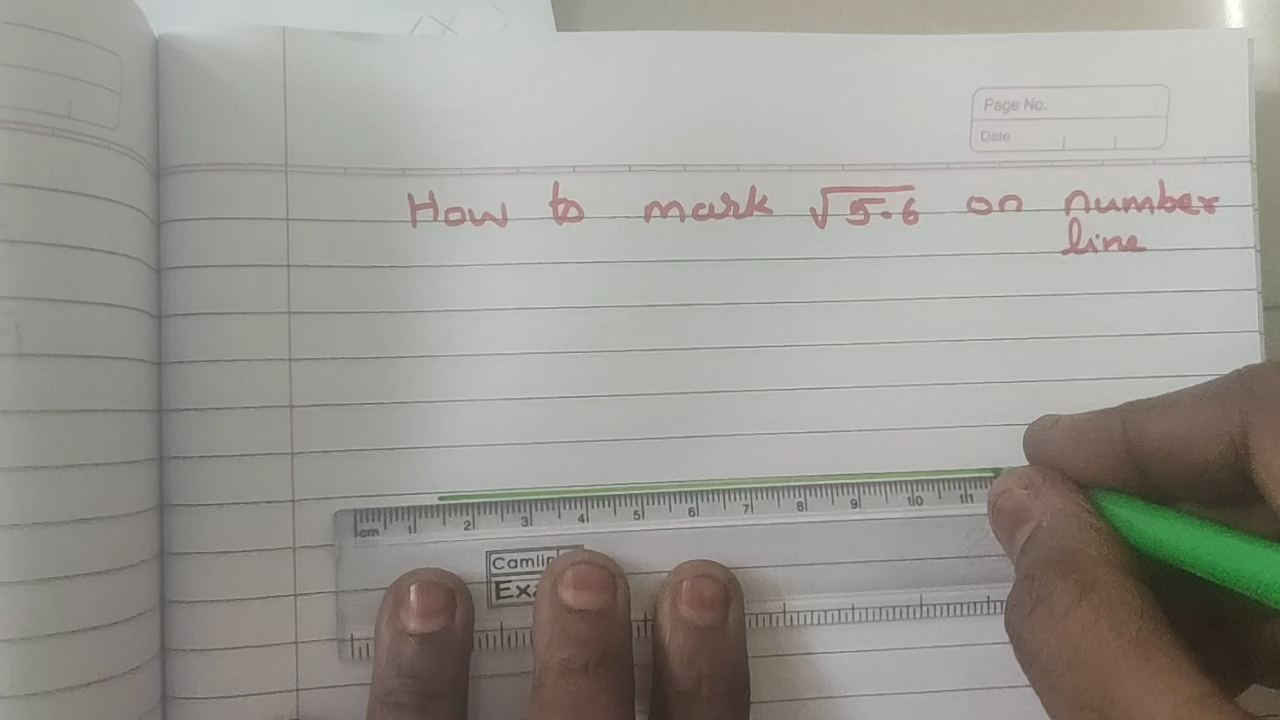 Page No.
Date
How to mark √5.6 on number
line
cm 1 2 3 4 5 6 7 8 9 10 11
Camlin